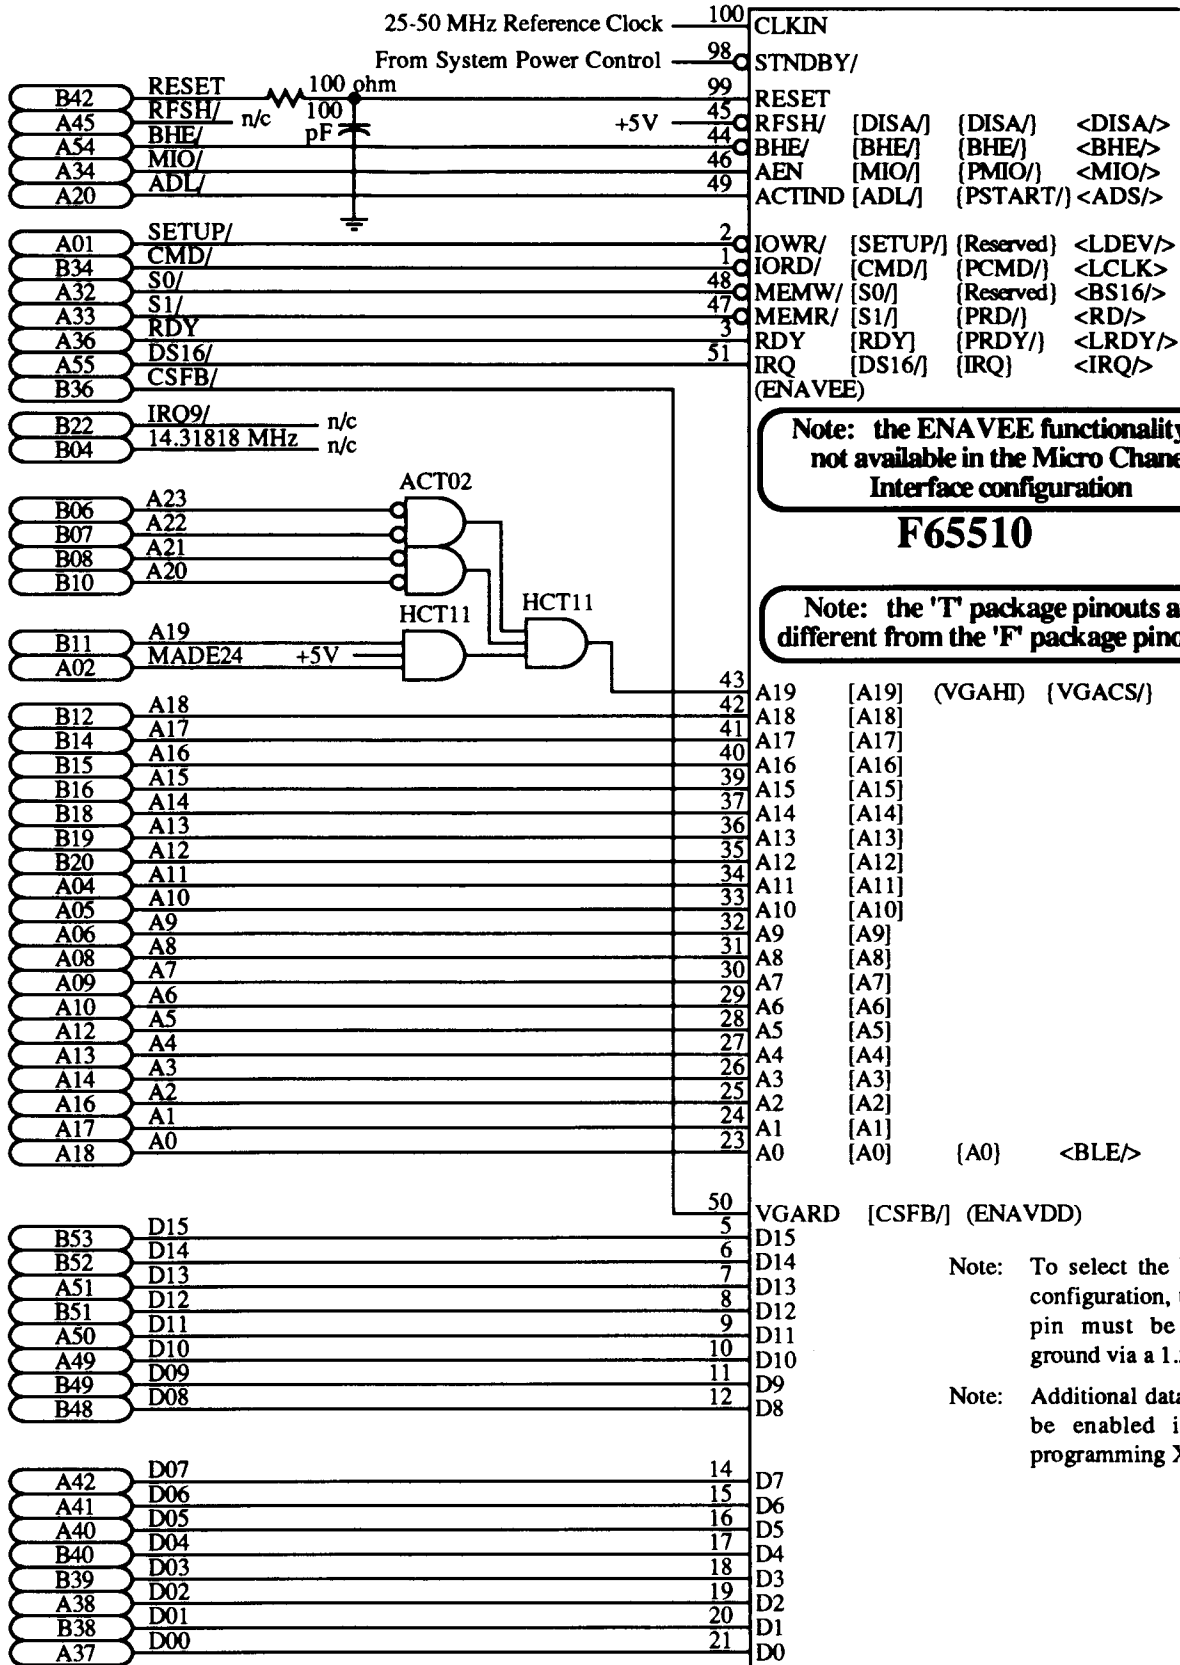 25-50 MHz Reference Clock 100 CLKIN
From System Power Control 98 STNDBY/
B42 RESET 100 ohm 99 RESET
A45 RFSH/ n/c 100 pF +5V 45 RFSH/ [DISA/] {DISA/} <DISA/>
A54 BHE/ 44 BHE/ [BHE/] {BHE/} <BHE/>
A34 MIO/ 46 AEN [MIO/] {PMIO/} <MIO/>
A20 ADL/ 49 ACTIND [ADL/] {PSTART/} <ADS/>
A01 SETUP/ 2 IOWR/ [SETUP/] {Reserved} <LDEV/>
B34 CMD/ 1 IORD/ [CMD/] {PCMD/} <LCLK>
A32 S0/ 48 MEMW/ [S0/] {Reserved} <BS16/>
A33 S1/ 47 MEMR/ [S1/] {PRD/} <RD/>
A36 RDY 3 RDY [RDY] {PRDY/} <LRDY/>
A55 DS16/ 51 IRQ [DS16/] {IRQ} <IRQ/>
B36 CSFB/ (ENAVEE)
B22 IRQ9/ n/c
B04 14.31818 MHz n/c
Note: the ENAVEE functionality
not available in the Micro Chane
Interface configuration
F65510
ACT02
B06 A23
B07 A22
B08 A21
B10 A20
HCT11 HCT11
B11 A19
A02 MADE24 +5V
Note: the 'T' package pinouts a
different from the 'F' package pino
43 A19 [A19] (VGAHI) {VGACS/}
B12 A18 42 A18 [A18]
B14 A17 41 A17 [A17]
B15 A16 40 A16 [A16]
B16 A15 39 A15 [A15]
B18 A14 37 A14 [A14]
B19 A13 36 A13 [A13]
B20 A12 35 A12 [A12]
A04 A11 34 A11 [A11]
A05 A10 33 A10 [A10]
A06 A9 32 A9 [A9]
A08 A8 31 A8 [A8]
A09 A7 30 A7 [A7]
A10 A6 29 A6 [A6]
A12 A5 28 A5 [A5]
A13 A4 27 A4 [A4]
A14 A3 26 A3 [A3]
A16 A2 25 A2 [A2]
A17 A1 24 A1 [A1]
A18 A0 23 A0 [A0] {A0} <BLE/>
50 VGARD [CSFB/] (ENAVDD)
B53 D15 5 D15
B52 D14 6 D14
A51 D13 7 D13
B51 D12 8 D12
A50 D11 9 D11
A49 D10 10 D10
B49 D09 11 D9
B48 D08 12 D8
Note: To select the
configuration,
pin must be
ground via a 1.
Note: Additional data
be enabled i
programming X
A42 D07 14 D7
A41 D06 15 D6
A40 D05 16 D5
B40 D04 17 D4
B39 D03 18 D3
A38 D02 19 D2
B38 D01 20 D1
A37 D00 21 D0